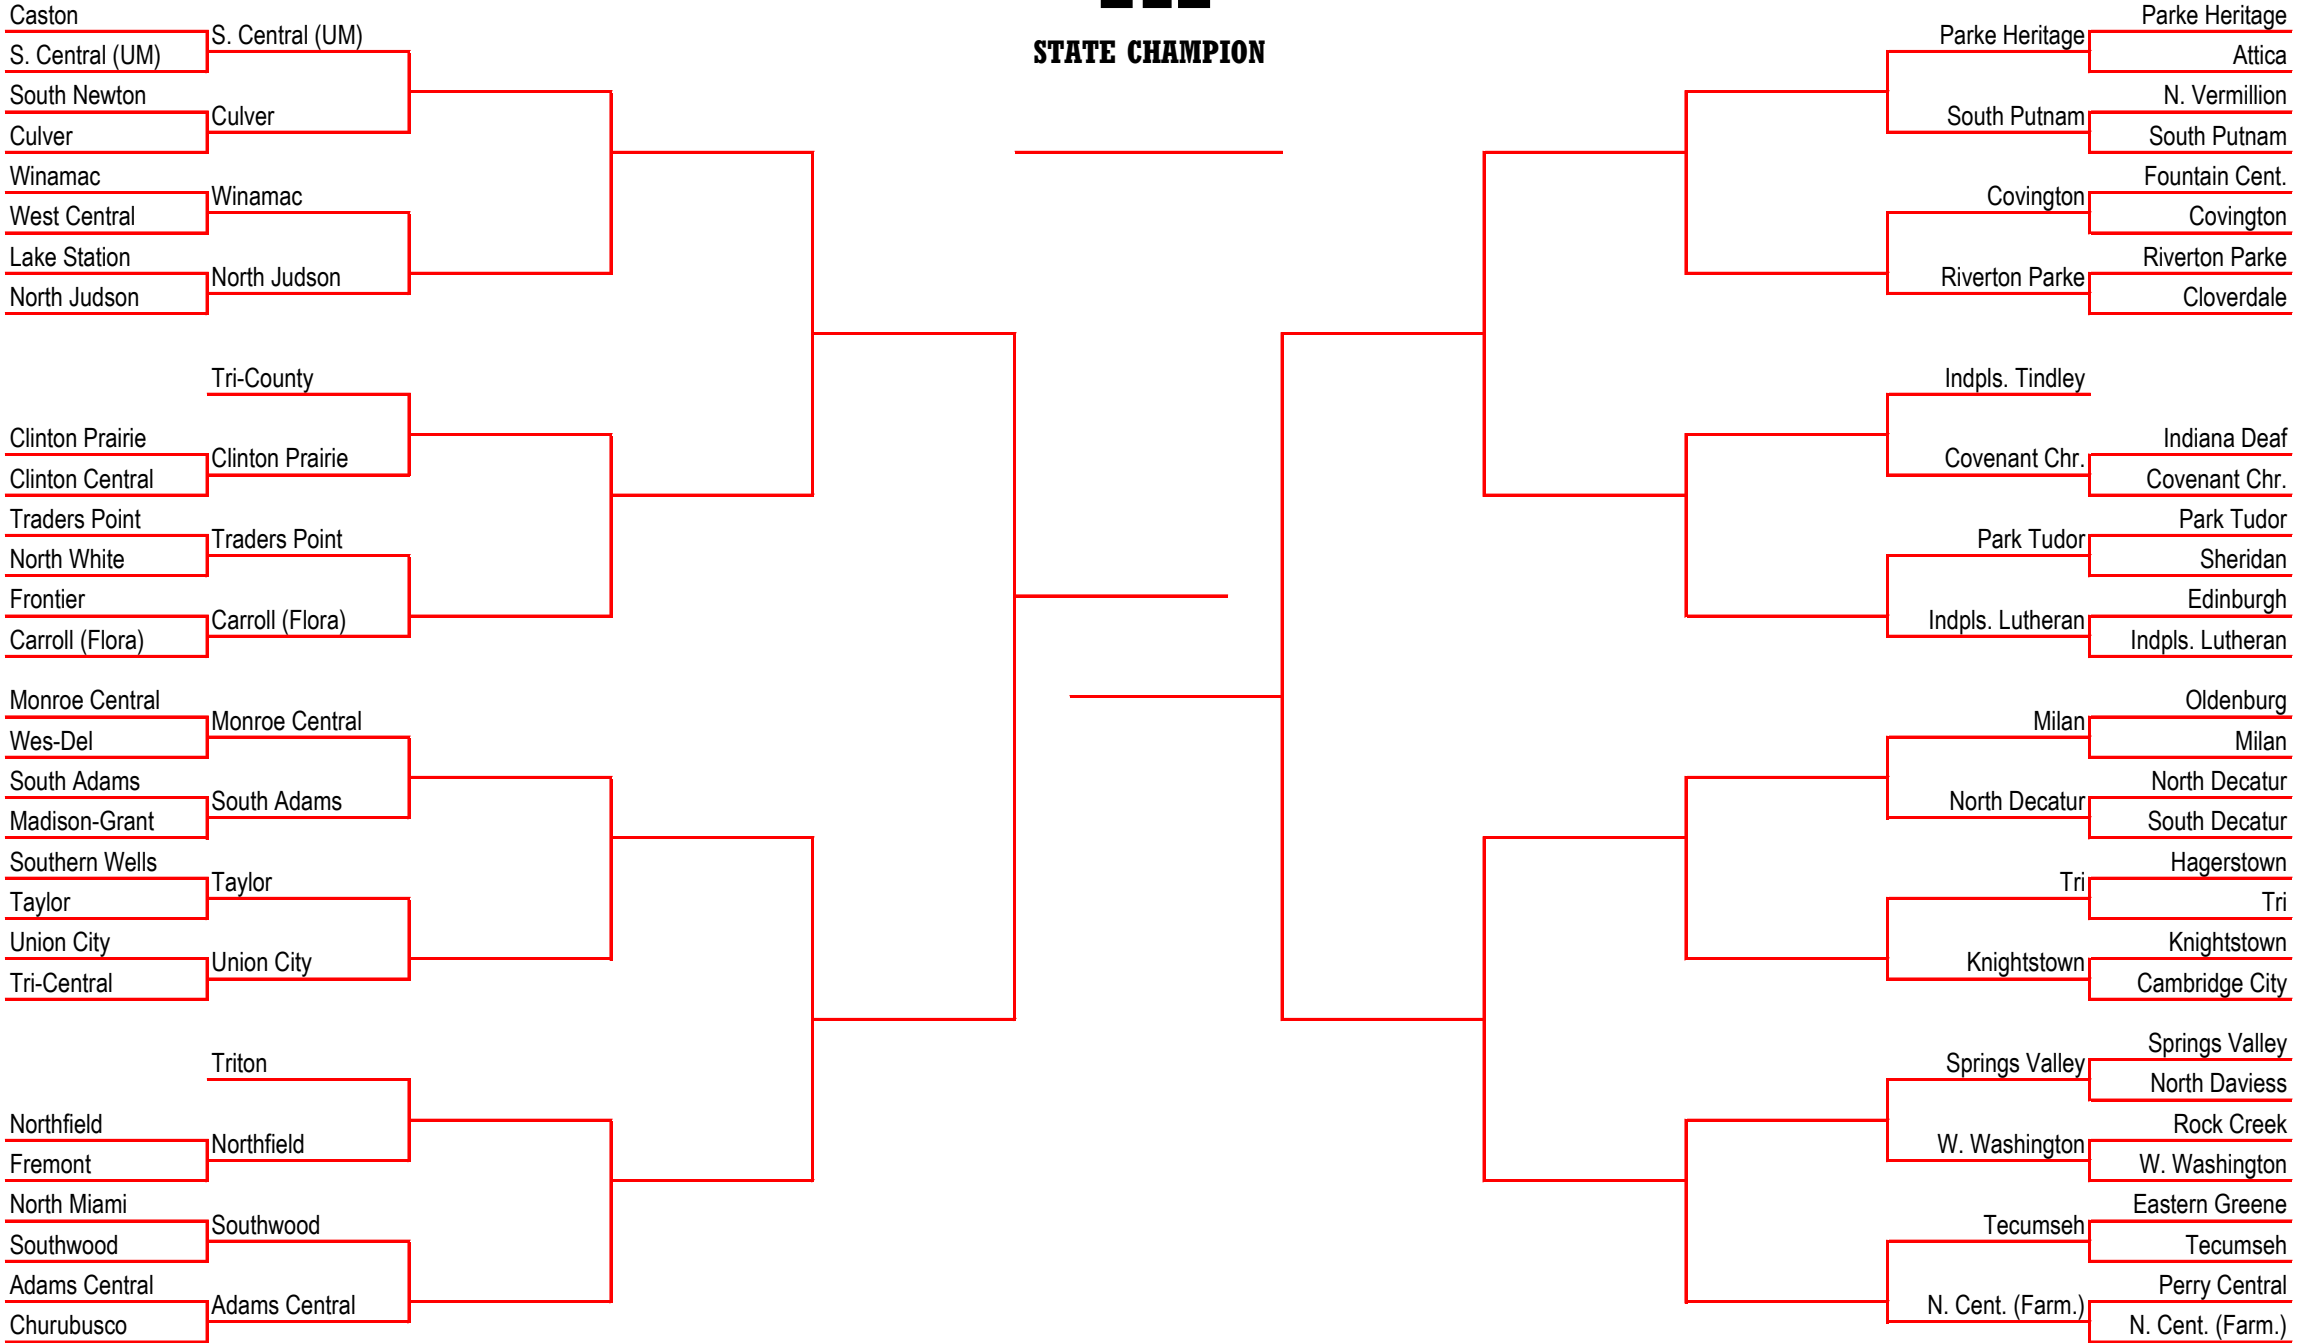 Caston
S. Central (UM)
South Newton
Culver
Winamac
West Central
Lake Station
North Judson
Clinton Prairie
Clinton Central
Traders Point
North White
Frontier
Carroll (Flora)
Monroe Central
Wes-Del
South Adams
Madison-Grant
Southern Wells
Taylor
Union City
Tri-Central
Northfield
Fremont
North Miami
Southwood
Adams Central
Churubusco
S. Central (UM)
Culver
Winamac
North Judson
Tri-County
Clinton Prairie
Traders Point
Carroll (Flora)
Monroe Central
South Adams
Taylor
Union City
Triton
Northfield
Southwood
Adams Central
STATE CHAMPION
Parke Heritage
South Putnam
Covington
Riverton Parke
Indpls. Tindley
Covenant Chr.
Park Tudor
Indpls. Lutheran
Milan
North Decatur
Tri
Knightstown
Springs Valley
W. Washington
Tecumseh
N. Cent. (Farm.)
Parke Heritage
Attica
N. Vermillion
South Putnam
Fountain Cent.
Covington
Riverton Parke
Cloverdale
Indiana Deaf
Covenant Chr.
Park Tudor
Sheridan
Edinburgh
Indpls. Lutheran
Oldenburg
Milan
North Decatur
South Decatur
Hagerstown
Tri
Knightstown
Cambridge City
Springs Valley
North Daviess
Rock Creek
W. Washington
Eastern Greene
Tecumseh
Perry Central
N. Cent. (Farm.)